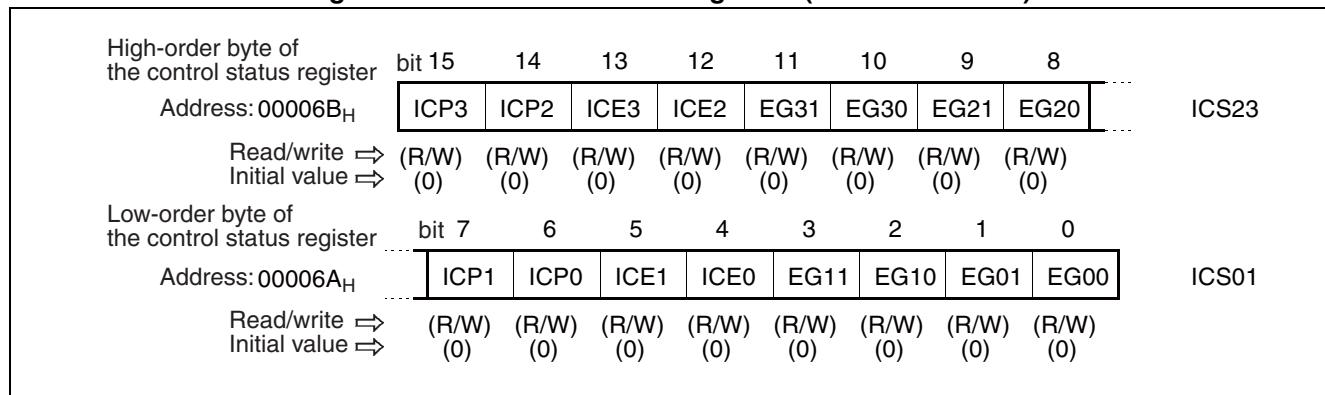 High-order byte of
the control status register
bit 15 14 13 12 11 10 9 8
Address: 00006BH ICP3 ICP2 ICE3 ICE2 EG31 EG30 EG21 EG20 ICS23
Read/write ⇨ (R/W) (R/W) (R/W) (R/W) (R/W) (R/W) (R/W) (R/W)
Initial value ⇨ (0) (0) (0) (0) (0) (0) (0) (0)
Low-order byte of
the control status register
bit 7 6 5 4 3 2 1 0
Address: 00006AH ICP1 ICP0 ICE1 ICE0 EG11 EG10 EG01 EG00 ICS01
Read/write ⇨ (R/W) (R/W) (R/W) (R/W) (R/W) (R/W) (R/W) (R/W)
Initial value ⇨ (0) (0) (0) (0) (0) (0) (0) (0)